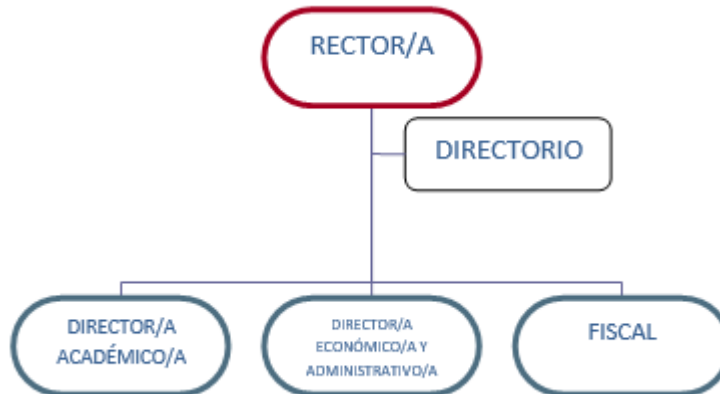 RECTOR/A
DIRECTORIO
DIRECTOR/A
ACADÉMICO/A
DIRECTOR/A
ECONÓMICO/A Y
ADMINISTRATIVO/A
FISCAL